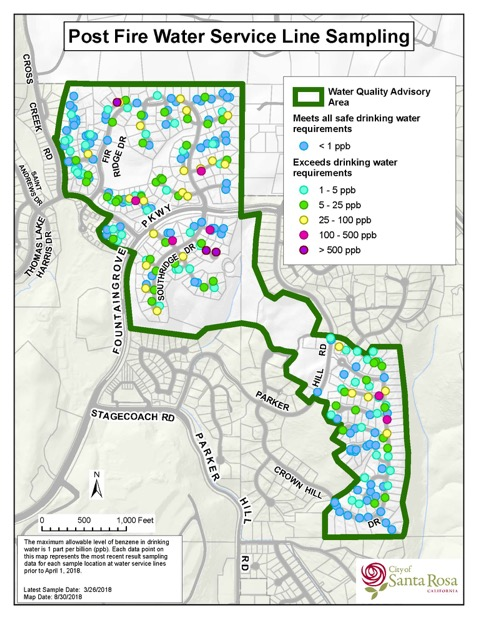 Post Fire Water Service Line Sampling
Water Quality Advisory
Area
Meets all safe drinking water
requirements
< 1 ppb
Exceeds drinking water
requirements
1 - 5 ppb
5 - 25 ppb
25 - 100 ppb
100 - 500 ppb
> 500 ppb
CROSS
CREEK
RD
SAINT
ANDREWS DR
THOMAS LAKE
HARRIS DR
FIR
RIDGE DR
PKWY
FOUNTAINGROVE
SOUTHRIDGE DR
HILL RD
PARKER
STAGECOACH RD
PARKER
HILL
RD
CROWN HILL
DR
N
0 500 1,000 Feet
The maximum allowable level of benzene in drinking
water is 1 part per billion (ppb). Each data point on
this map represents the most recent result sampling
data for each sample location at water service lines
prior to April 1, 2018.
Latest Sample Date: 3/26/2018
Map Date: 8/30/2018
City of
Santa Rosa
CALIFORNIA